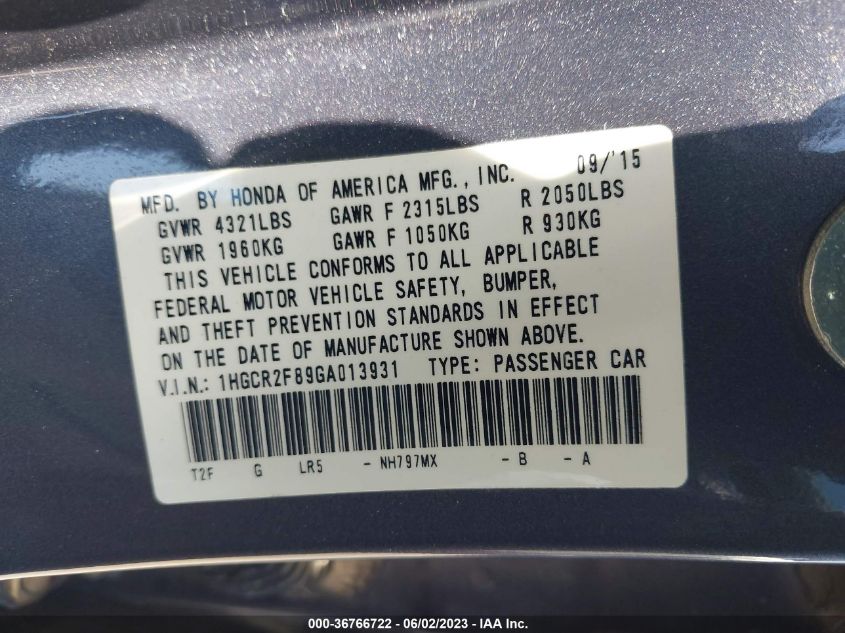 MFD. BY HONDA OF AMERICA MFG., INC. 09/'15
GVWR 4321LBS GAWR F 2315LBS R 2050LBS
GVWR 1960KG GAWR F 1050KG R 930KG
THIS VEHICLE CONFORMS TO ALL APPLICABLE
FEDERAL MOTOR VEHICLE SAFETY, BUMPER,
AND THEFT PREVENTION STANDARDS IN EFFECT
ON THE DATE OF MANUFACTURE SHOWN ABOVE.
V.I.N.: 1HGCR2F89GA013931 TYPE: PASSENGER CAR
T2F G LR5 - NH797MX - B - A
000-36766722 - 06/02/2023 - IAA Inc.